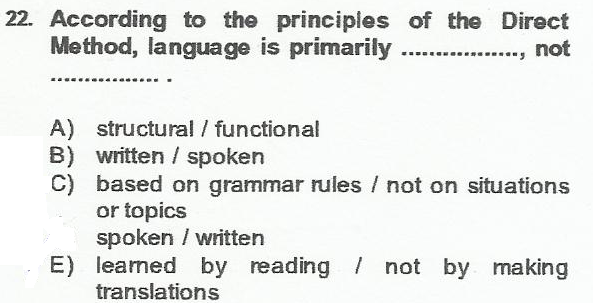 22. According to the principles of the Direct
Method, language is primarily .................., not
................ .
A) structural / functional
B) written / spoken
C) based on grammar rules / not on situations
or topics
spoken / written
E) learned by reading / not by making
translations